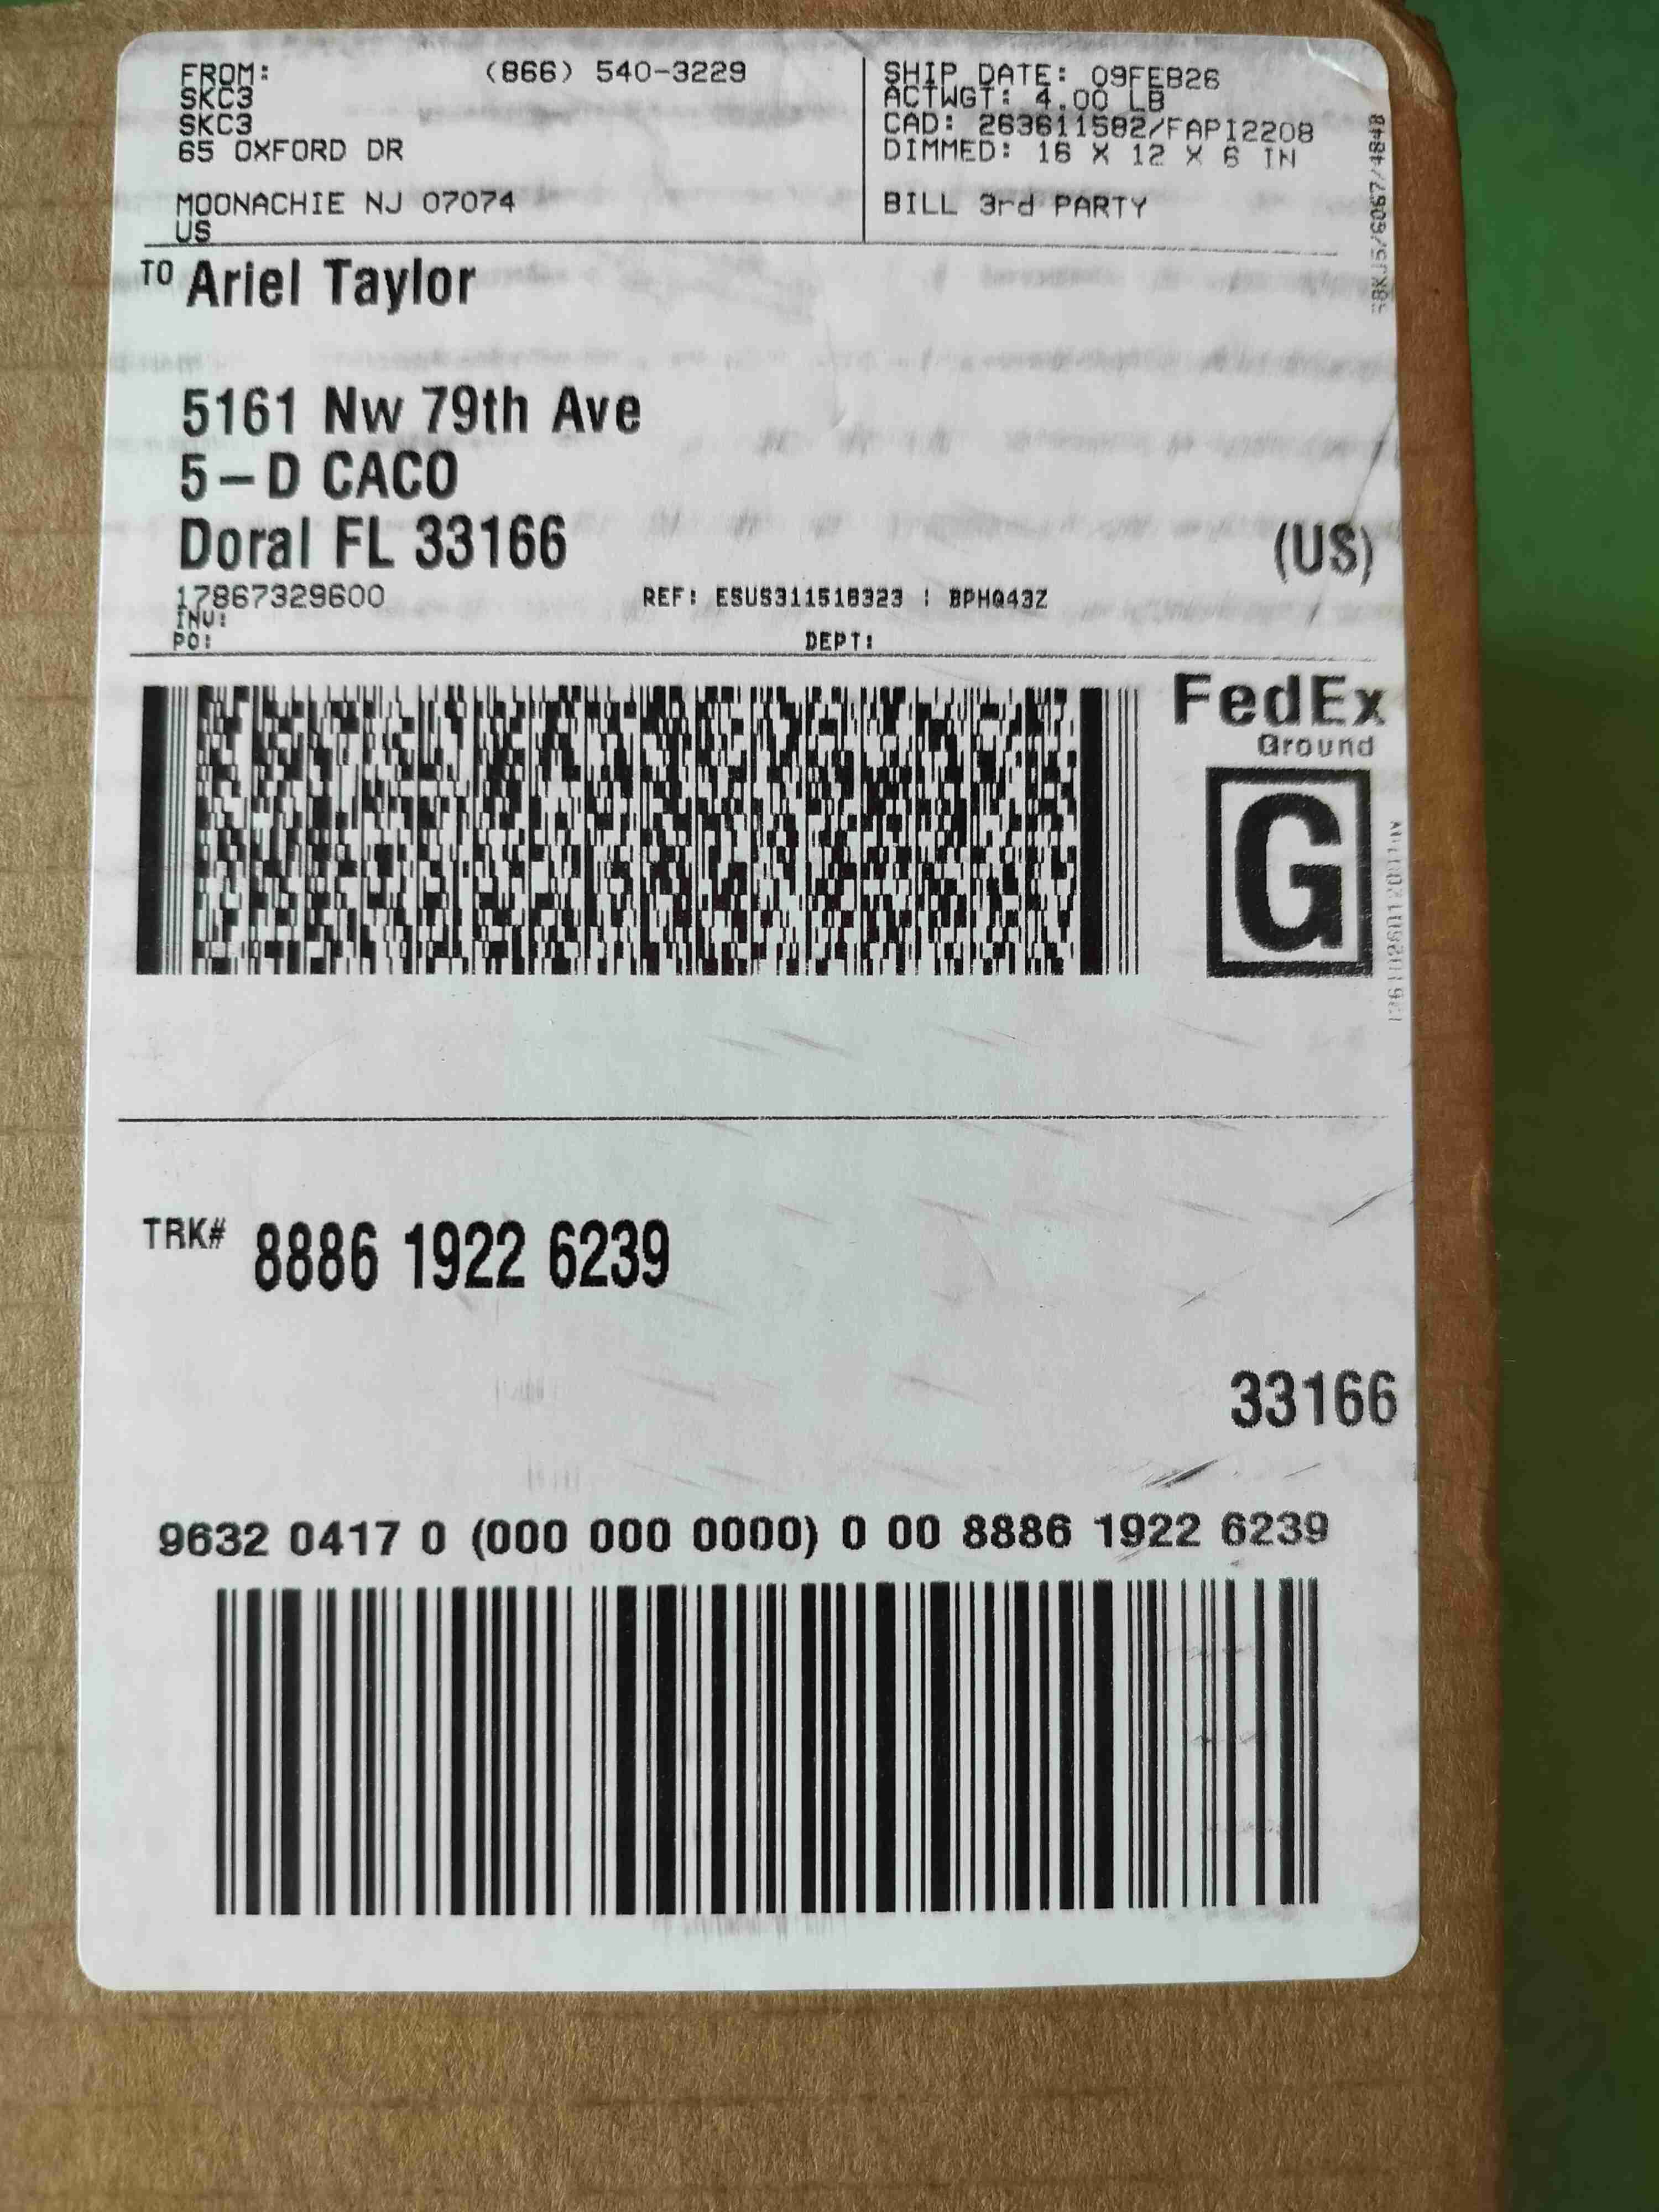 FROM: (866) 540-3229
SKC3
SKC3
65 OXFORD DR
MOONACHIE NJ 07074
US
SHIP DATE: 09FEB26
ACTWGT: 4.00 LB
CAD: 263611582/FAPI2208
DIMMED: 16 X 12 X 6 IN
BILL 3rd PARTY
TO Ariel Taylor
5161 Nw 79th Ave
5-D CACO
Doral FL 33166 (US)
17867329600 REF: ESUS311518323 | BPHQ43Z
INV:
PO: DEPT:
FedEx
Ground
G
TRK# 8886 1922 6239
33166
9632 0417 0 (000 000 0000) 0 00 8886 1922 6239